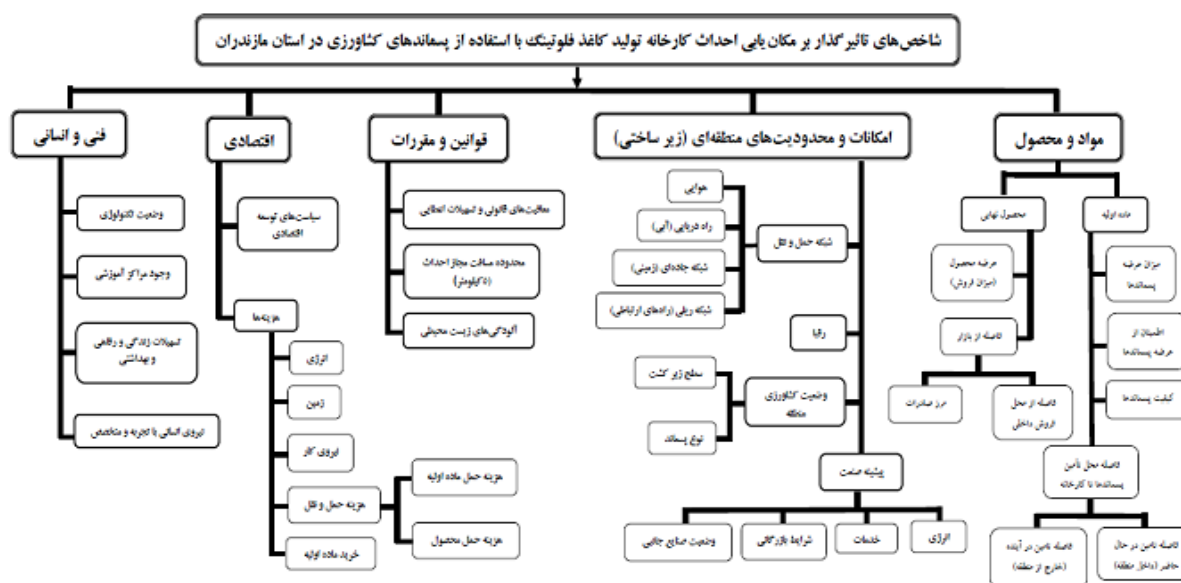 شاخص‌های تاثیرگذار بر مکان‌یابی احداث کارخانه تولید کاغذ فلوتینگ با استفاده از پسماندهای کشاورزی در استان مازندران
مواد و محصول
امکانات و محدودیت‌های منطقه‌ای (زیر ساختی)
قوانین و مقررات
اقتصادی
فنی و انسانی
ماده اولیه
میزان عرضه
پسماندها
اطمینان از
عرضه پسماندها
کیفیت پسماندها
فاصله محل تأمین
پسماندها تا کارخانه
فاصله تامین در حال
حاضر (داخل منطقه)
فاصله تامین در آینده
(خارج از منطقه)
محصول نهایی
عرضه محصول
(میزان فروش)
فاصله از بازار
فاصله از محل
فروش داخلی
مرز صادرات
شبکه حمل و نقل
هوایی
راه دریایی (آبی)
شبکه جاده‌ای (زمینی)
شبکه ریلی (راه‌های ارتباطی)
رقبا
وضعیت کشاورزی
منطقه
سطح زیر کشت
نوع پسماند
پیشینه صنعت
انرژی
خدمات
شرایط بازرگانی
وضعیت صنایع جانبی
معافیت‌های قانونی و تسهیلات اعطایی
محدوده مسافت مجاز احداث
(۵کیلومتر)
آلودگی‌های زیست محیطی
سیاست‌های توسعه
اقتصادی
هزینه‌ها
انرژی
زمین
نیروی کار
هزینه حمل و نقل
هزینه حمل ماده اولیه
هزینه حمل محصول
خرید ماده اولیه
وضعیت تکنولوژی
وجود مراکز آموزشی
تسهیلات زندگی و رفاهی
و بهداشتی
نیروی انسانی با تجربه و متخصص